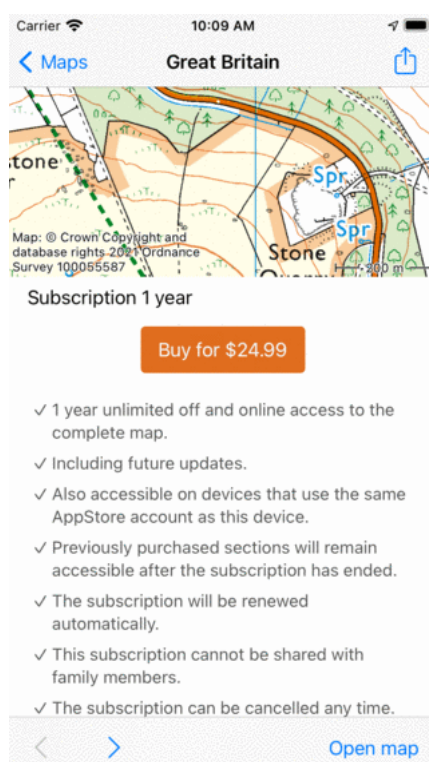 Carrier 10:09 AM
Maps Great Britain
tone
Spr
Spr
Stone
Map: © Crown Copyright and
database rights 2021 Ordnance
Survey 100055587
200 m
Subscription 1 year
Buy for $24.99
✓ 1 year unlimited off and online access to the
complete map.
✓ Including future updates.
✓ Also accessible on devices that use the same
AppStore account as this device.
✓ Previously purchased sections will remain
accessible after the subscription has ended.
✓ The subscription will be renewed
automatically.
✓ This subscription cannot be shared with
family members.
✓ The subscription can be cancelled any time.
Open map